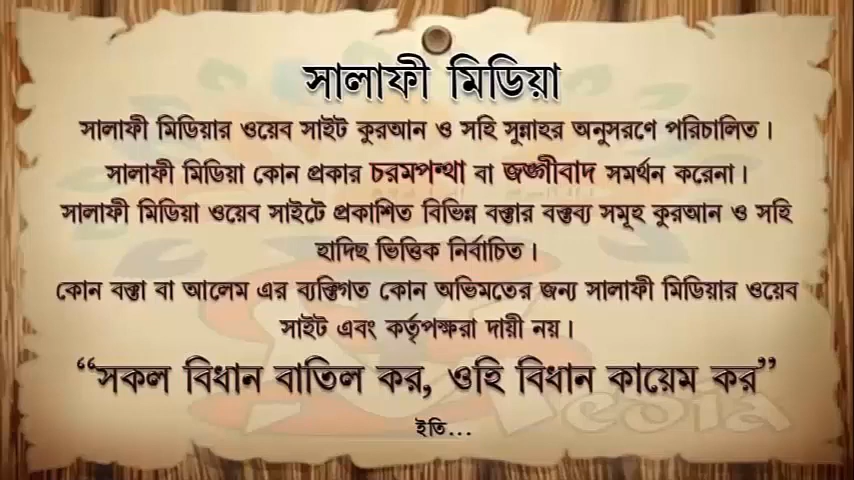 সালাফী মিডিয়া
সালাফী মিডিয়ার ওয়েব সাইট কুরআন ও সহি সুন্নাহর অনুসরণে পরিচালিত।
সালাফী মিডিয়া কোন প্রকার চরমপন্থা বা জঙ্গীবাদ সমর্থন করেনা।
সালাফী মিডিয়া ওয়েব সাইটে প্রকাশিত বিভিন্ন বক্তার বক্তব্য সমূহ কুরআন ও সহি
হাদিছ ভিত্তিক নির্বাচিত।
কোন বক্তা বা আলেম এর ব্যক্তিগত কোন অভিমতের জন্য সালাফী মিডিয়ার ওয়েব
সাইট এবং কর্তৃপক্ষরা দায়ী নয়।
“সকল বিধান বাতিল কর, ওহি বিধান কায়েম কর”
ইতি...